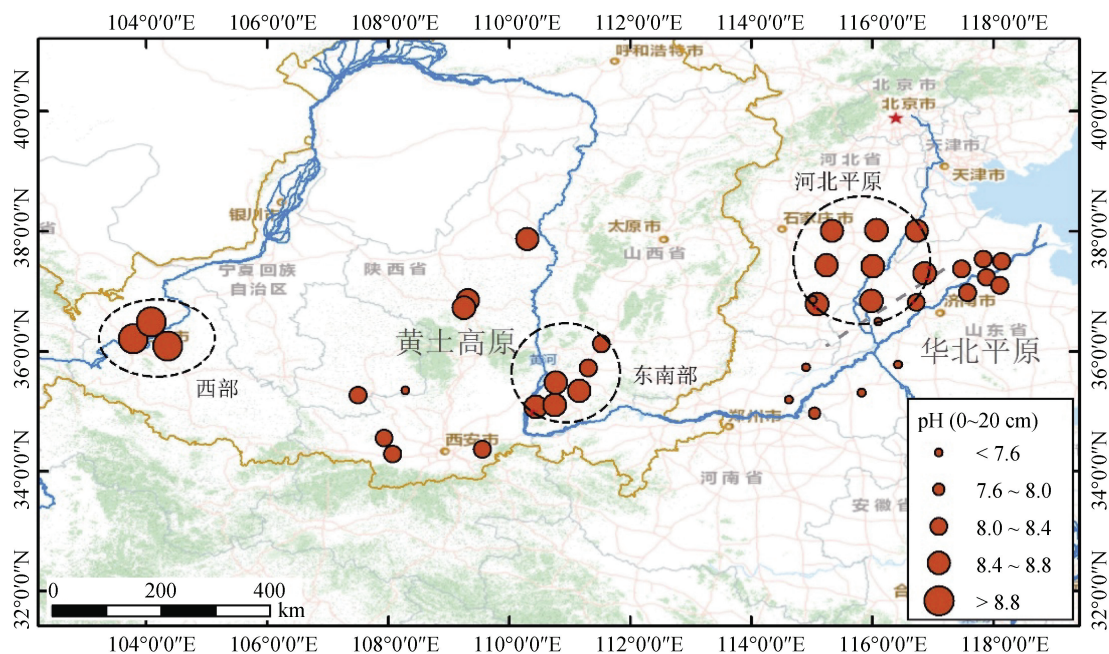 104°0′0″E 106°0′0″E 108°0′0″E 110°0′0″E 112°0′0″E 114°0′0″E 116°0′0″E 118°0′0″E
呼和浩特市
北京市
北京市
40°0′0″N
40°0′0″N
天津市
河北省
天津市
河北平原
银川市
石家庄市
太原市
38°0′0″N
38°0′0″N
山西省
宁夏回族
自治区
陕西省
济南市
山东省
黄土高原
华北平原
36°0′0″N
36°0′0″N
黄河
西部
东南部
郑州市
西安市
河南省
34°0′0″N
34°0′0″N
安徽省
32°0′0″N
32°0′0″N
pH (0~20 cm)
< 7.6
7.6 ~ 8.0
8.0 ~ 8.4
8.4 ~ 8.8
> 8.8
0 200 400
km
104°0′0″E 106°0′0″E 108°0′0″E 110°0′0″E 112°0′0″E 114°0′0″E 116°0′0″E 118°0′0″E